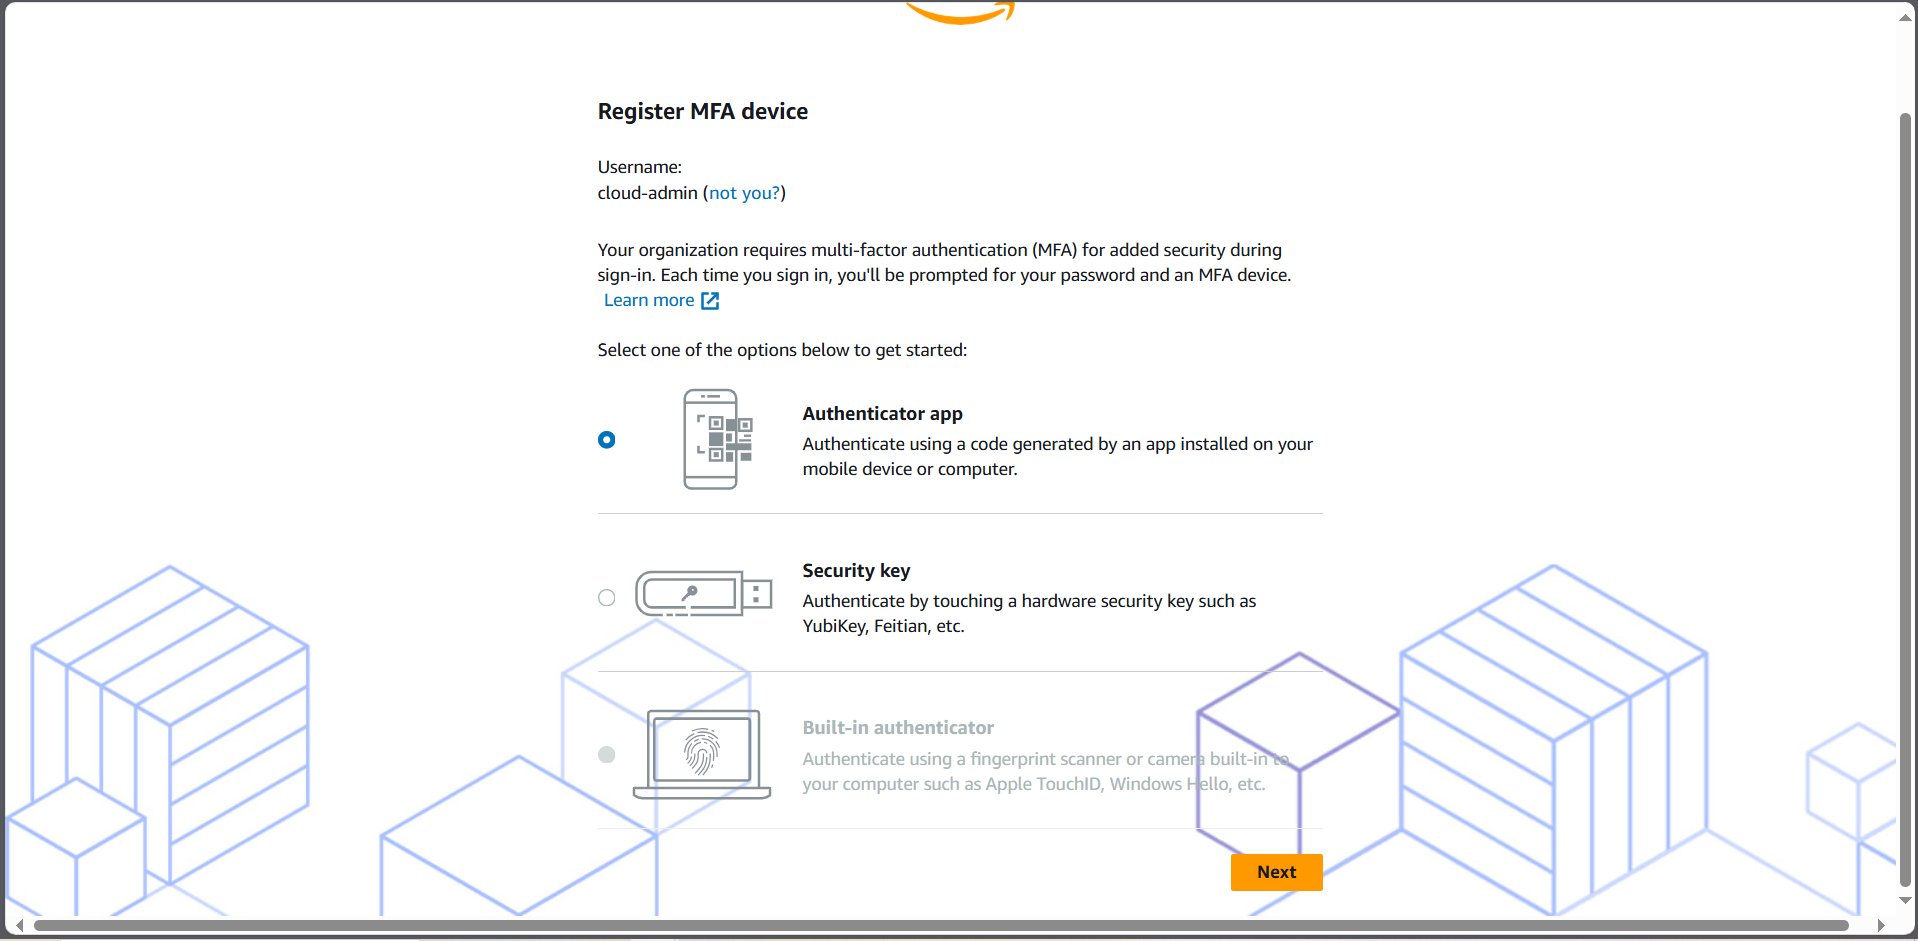 Register MFA device
Username:
cloud-admin (not you?)
Your organization requires multi-factor authentication (MFA) for added security during
sign-in. Each time you sign in, you'll be prompted for your password and an MFA device.
Learn more
Select one of the options below to get started:
Authenticator app
Authenticate using a code generated by an app installed on your
mobile device or computer.
Security key
Authenticate by touching a hardware security key such as
YubiKey, Feitian, etc.
Built-in authenticator
Authenticate using a fingerprint scanner or camera built-in to
your computer such as Apple TouchID, Windows Hello, etc.
Next